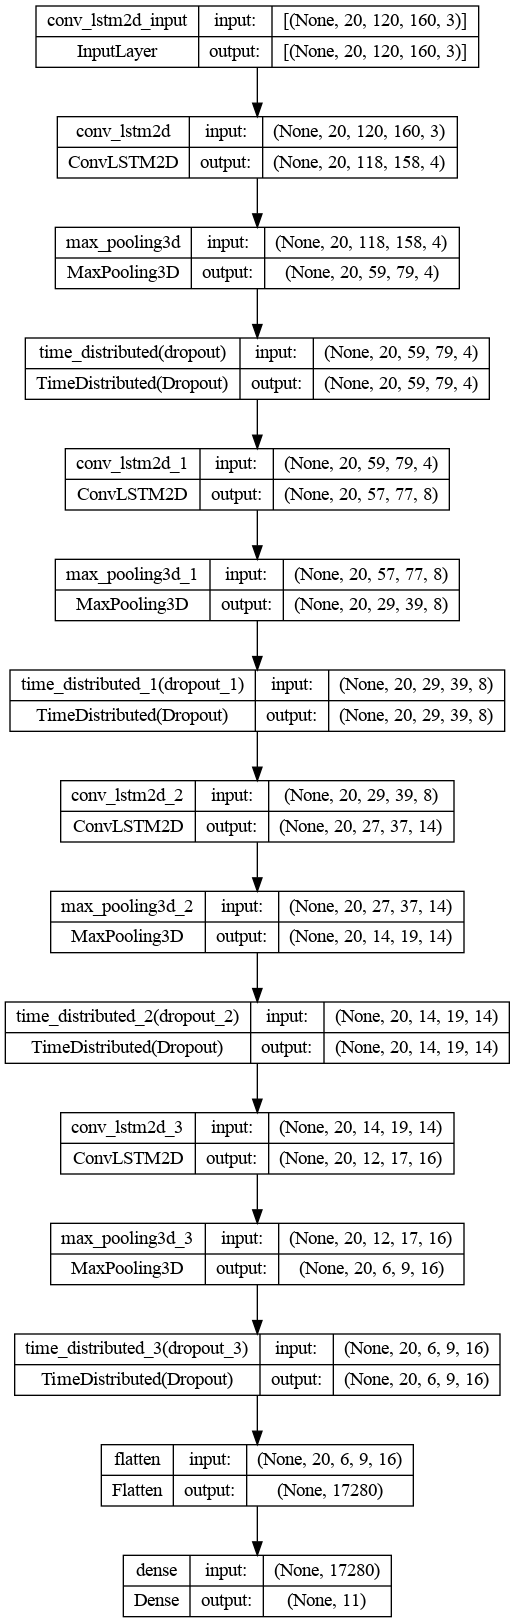 conv_lstm2d_input input: [(None, 20, 120, 160, 3)]
InputLayer output: [(None, 20, 120, 160, 3)]
conv_lstm2d input: (None, 20, 120, 160, 3)
ConvLSTM2D output: (None, 20, 118, 158, 4)
max_pooling3d input: (None, 20, 118, 158, 4)
MaxPooling3D output: (None, 20, 59, 79, 4)
time_distributed(dropout) input: (None, 20, 59, 79, 4)
TimeDistributed(Dropout) output: (None, 20, 59, 79, 4)
conv_lstm2d_1 input: (None, 20, 59, 79, 4)
ConvLSTM2D output: (None, 20, 57, 77, 8)
max_pooling3d_1 input: (None, 20, 57, 77, 8)
MaxPooling3D output: (None, 20, 29, 39, 8)
time_distributed_1(dropout_1) input: (None, 20, 29, 39, 8)
TimeDistributed(Dropout) output: (None, 20, 29, 39, 8)
conv_lstm2d_2 input: (None, 20, 29, 39, 8)
ConvLSTM2D output: (None, 20, 27, 37, 14)
max_pooling3d_2 input: (None, 20, 27, 37, 14)
MaxPooling3D output: (None, 20, 14, 19, 14)
time_distributed_2(dropout_2) input: (None, 20, 14, 19, 14)
TimeDistributed(Dropout) output: (None, 20, 14, 19, 14)
conv_lstm2d_3 input: (None, 20, 14, 19, 14)
ConvLSTM2D output: (None, 20, 12, 17, 16)
max_pooling3d_3 input: (None, 20, 12, 17, 16)
MaxPooling3D output: (None, 20, 6, 9, 16)
time_distributed_3(dropout_3) input: (None, 20, 6, 9, 16)
TimeDistributed(Dropout) output: (None, 20, 6, 9, 16)
flatten input: (None, 20, 6, 9, 16)
Flatten output: (None, 17280)
dense input: (None, 17280)
Dense output: (None, 11)